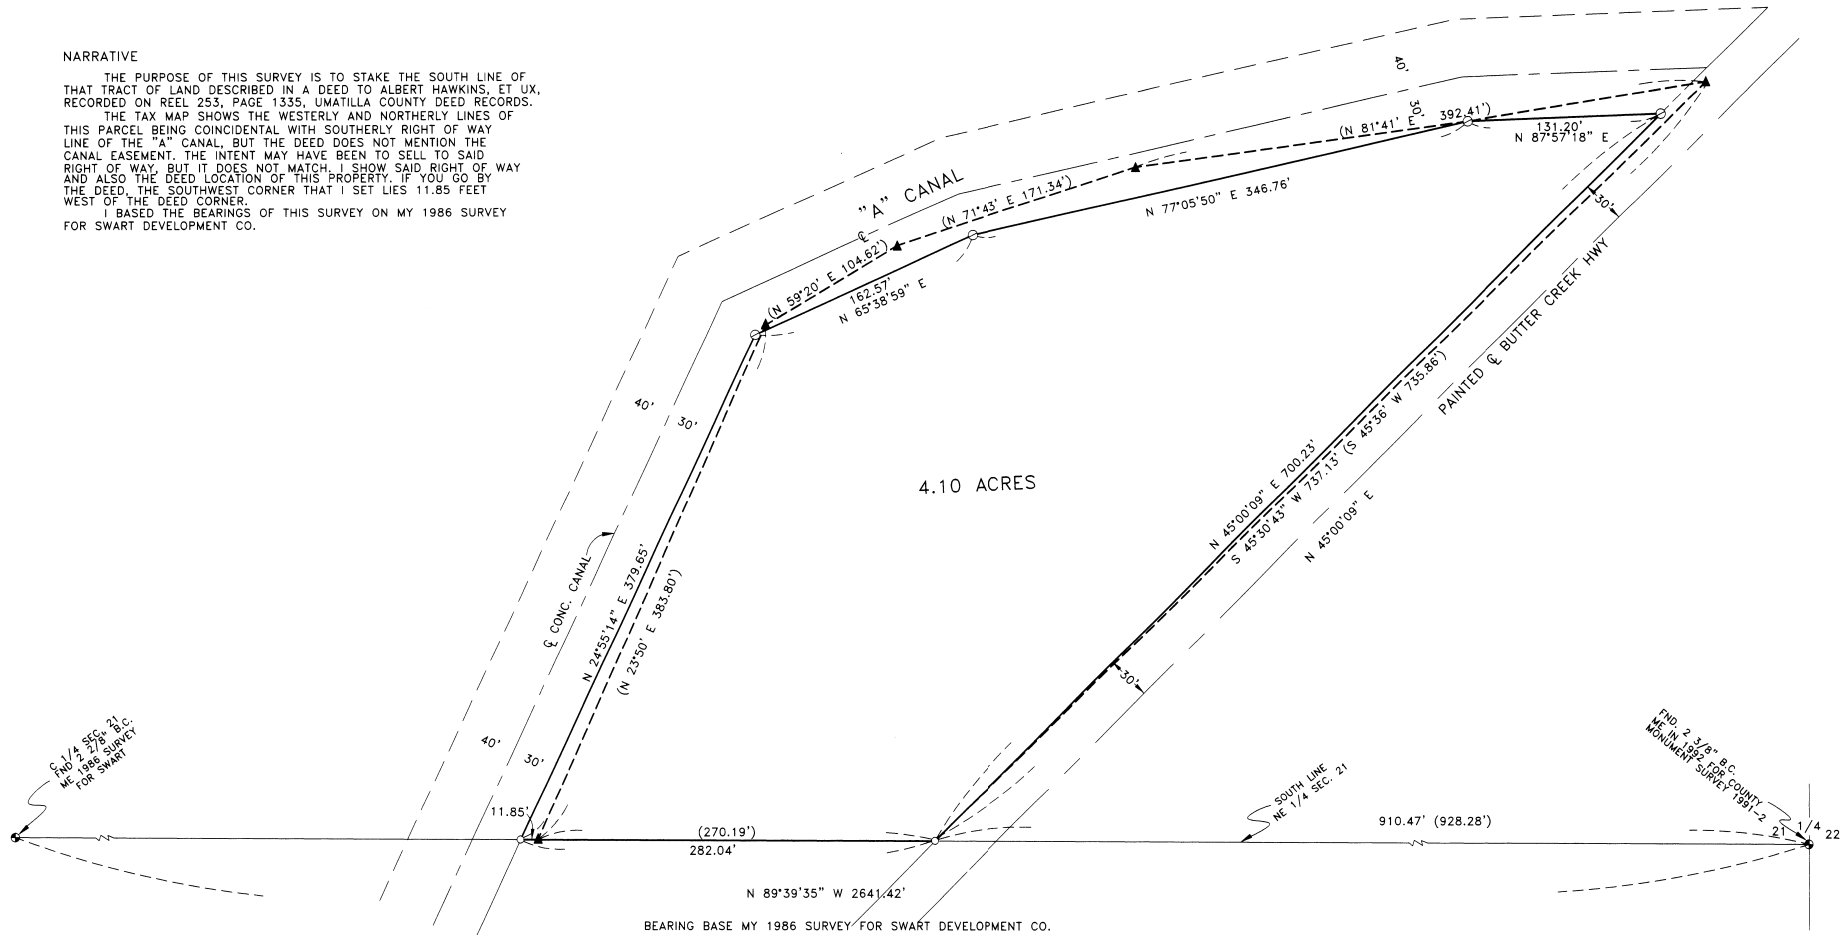 NARRATIVE
THE PURPOSE OF THIS SURVEY IS TO STAKE THE SOUTH LINE OF
THAT TRACT OF LAND DESCRIBED IN A DEED TO ALBERT HAWKINS, ET UX,
RECORDED ON REEL 253, PAGE 1335, UMATILLA COUNTY DEED RECORDS.
THE TAX MAP SHOWS THE WESTERLY AND NORTHERLY LINES OF
THIS PARCEL BEING COINCIDENTAL WITH SOUTHERLY RIGHT OF WAY
LINE OF THE "A" CANAL, BUT THE DEED DOES NOT MENTION THE
CANAL EASEMENT. THE INTENT MAY HAVE BEEN TO SELL TO SAID
RIGHT OF WAY, BUT IT DOES NOT MATCH. I SHOW SAID RIGHT OF WAY
AND ALSO THE DEED LOCATION OF THIS PROPERTY. IF YOU GO BY
THE DEED, THE SOUTHWEST CORNER THAT I SET LIES 11.85 FEET
WEST OF THE DEED CORNER.
I BASED THE BEARINGS OF THIS SURVEY ON MY 1986 SURVEY
FOR SWART DEVELOPMENT CO.
40'
30'
(N 81°41' E 392.41')
131.20'
N 87°57'18" E
℄ "A" CANAL
(N 71°43' E 171.34')
N 77°05'50" E 346.76'
(N 59°20' E 104.62')
162.57'
N 65°38'59" E
30'
PAINTED ℄ BUTTER CREEK HWY
40'
30'
4.10 ACRES
N 45°00'09" E 700.23'
S 45°30'43" W 737.13' (S 45°36' W 735.86')
N 45°00'09" E
℄ CONC. CANAL
N 24°55'14" E 379.65'
(N 23°50' E 383.80')
30'
C 1/4 SEC. 21
FND 2 2/8" B.C.
ME 1986 SURVEY
FOR SWART
40'
30'
11.85'
(270.19')
282.04'
SOUTH LINE
NE 1/4 SEC. 21
910.47' (928.28')
FND. 2 3/8" B.C.
ME IN 1992 FOR COUNTY
MONUMENT SURVEY 1991-2
21 1/4 22
N 89°39'35" W 2641.42'
BEARING BASE MY 1986 SURVEY FOR SWART DEVELOPMENT CO.